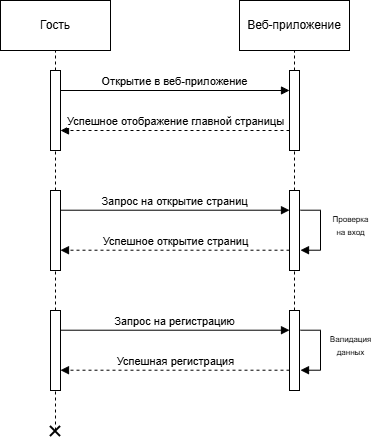 Гость
Веб-приложение
Открытие в веб-приложение
Успешное отображение главной страницы
Запрос на открытие страниц
Проверка
на вход
Успешное открытие страниц
Запрос на регистрацию
Валидация
данных
Успешная регистрация